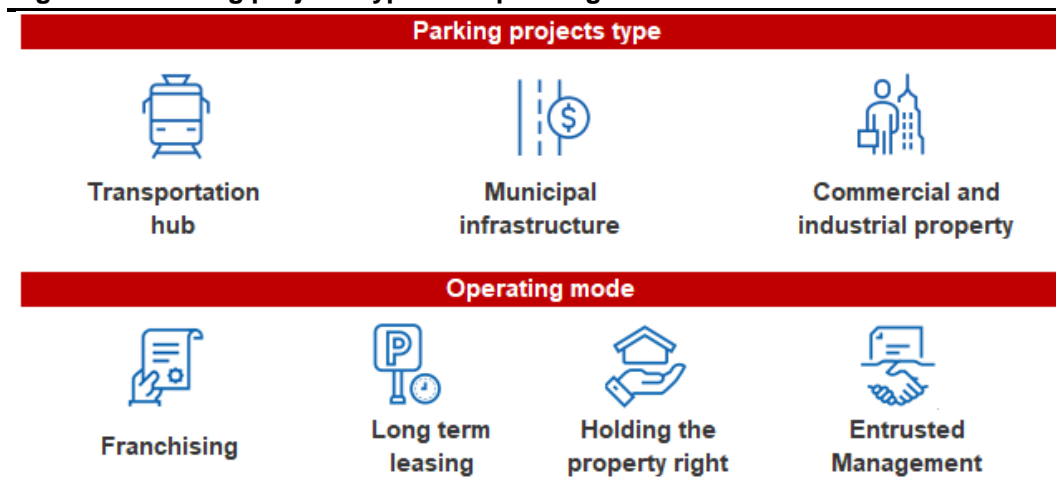 Parking projects type
$
Transportation
hub
Municipal
infrastructure
Commercial and
industrial property
Operating mode
P
Franchising
Long term
leasing
Holding the
property right
Entrusted
Management